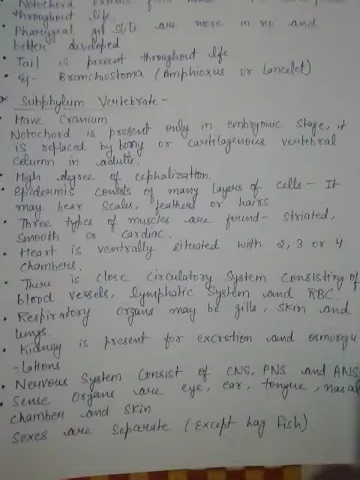 Notochord
throughout life
Pharyngeal gill slits are more in no and
better developed
• Tail is present throughout life
• eg- Branchostoma (Amphioxus or Lancelet)
* Subphylum Vertebrate -
• Have Cranium
Notochord is present only in embryonic stage, it
is replaced by bony or cartilagenous vertebral
column in adults.
• High degree of cephalization.
• Epidermis consists of many layers of cells - It
may bear scales, feathers or hairs
• Three types of muscles are found- striated,
smooth or cardiac.
• Heart is ventrally situated with 2, 3 or 4
chambers.
• There is close circulatory system consisting of
blood vessels, lymphatic system and RBC.
• Respiratory organs may be gills, skin and
lungs.
• Kidney is present for excretion and osmoregu
-lations
• Nervous System consist of CNS, PNS and ANS
Sense organs are eye, ear, tongue, nasal
chamber and skin
Sexes are separate (except hag fish)